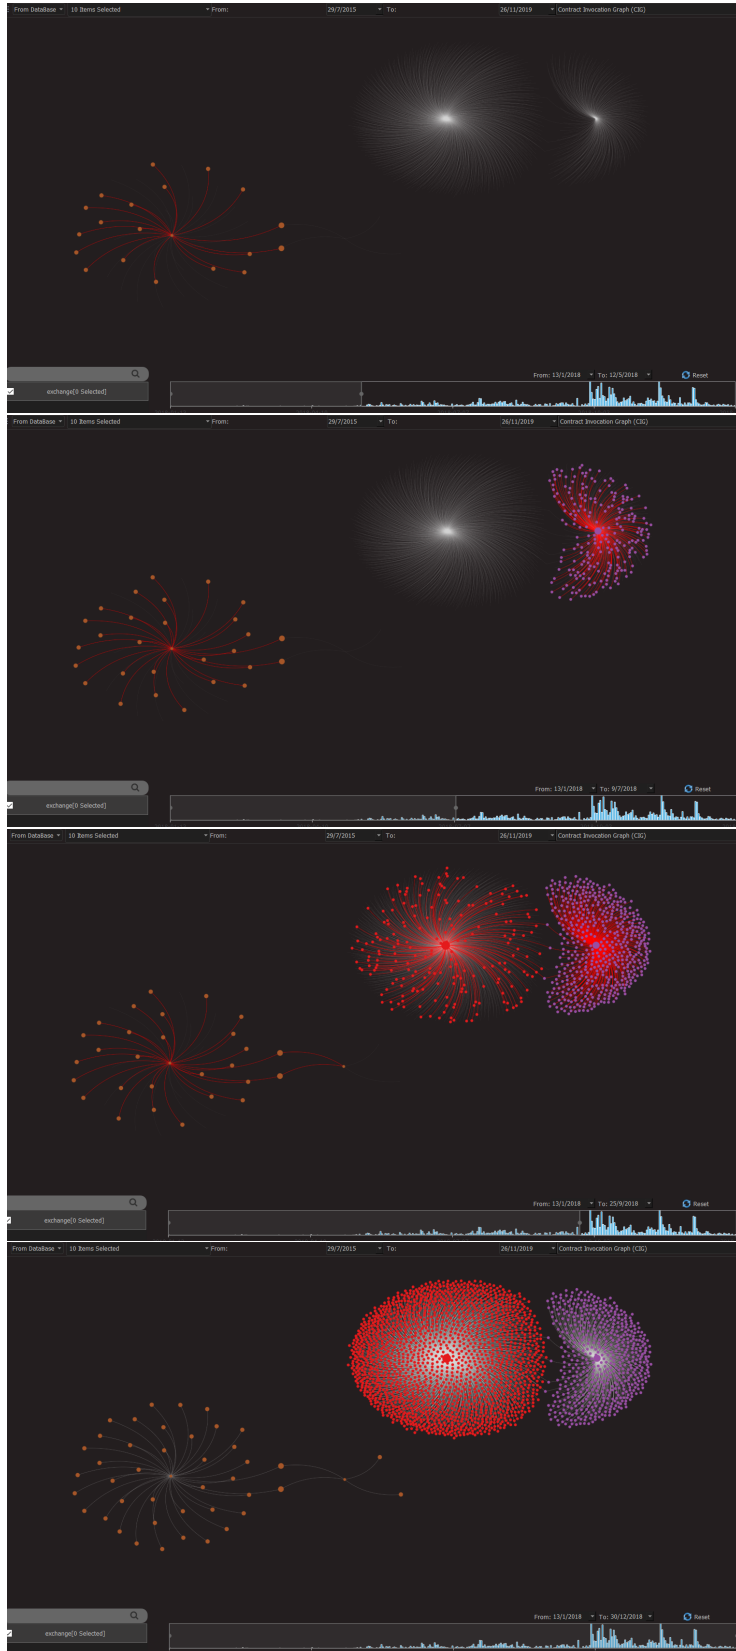 From DataBase 10 Items Selected From: 29/7/2015 To: 26/11/2019 Contract Invocation Graph (CIG)
From: 13/1/2018 To: 12/5/2018 Reset
exchange[0 Selected]
From DataBase 10 Items Selected From: 29/7/2015 To: 26/11/2019 Contract Invocation Graph (CIG)
From: 13/1/2018 To: 9/7/2018 Reset
exchange[0 Selected]
From DataBase 10 Items Selected From: 29/7/2015 To: 26/11/2019 Contract Invocation Graph (CIG)
From: 13/1/2018 To: 25/9/2018 Reset
exchange[0 Selected]
From DataBase 10 Items Selected From: 29/7/2015 To: 26/11/2019 Contract Invocation Graph (CIG)
From: 13/1/2018 To: 30/12/2018 Reset
exchange[0 Selected]